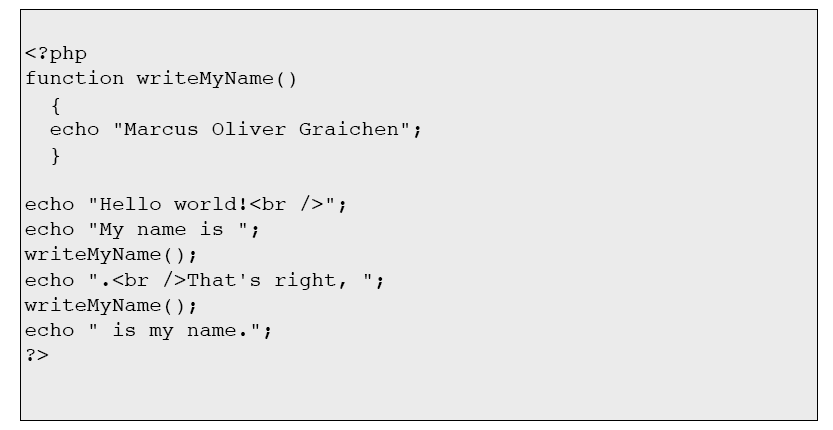 <?php
function writeMyName()
{
echo "Marcus Oliver Graichen";
}
echo "Hello world!<br />";
echo "My name is ";
writeMyName();
echo ".<br />That's right, ";
writeMyName();
echo " is my name.";
?>